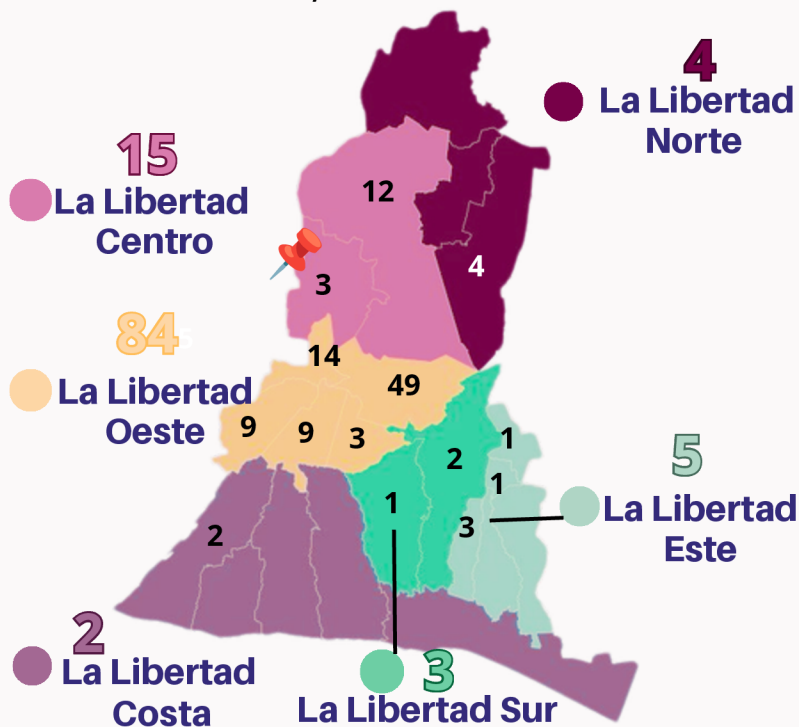 4
La Libertad
Norte
15
La Libertad
Centro
12
3
4
84
La Libertad
Oeste
14
49
9
9
3
2
1
1
1
3
5
La Libertad
Este
2
2
La Libertad
Costa
3
La Libertad Sur